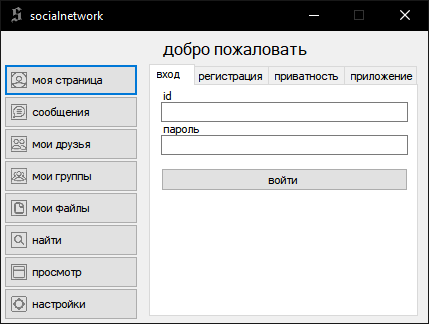 socialnetwork
добро пожаловать
моя страница
сообщения
мои друзья
мои группы
мои файлы
найти
просмотр
настройки
вход регистрация приватность приложение
id
пароль
войти